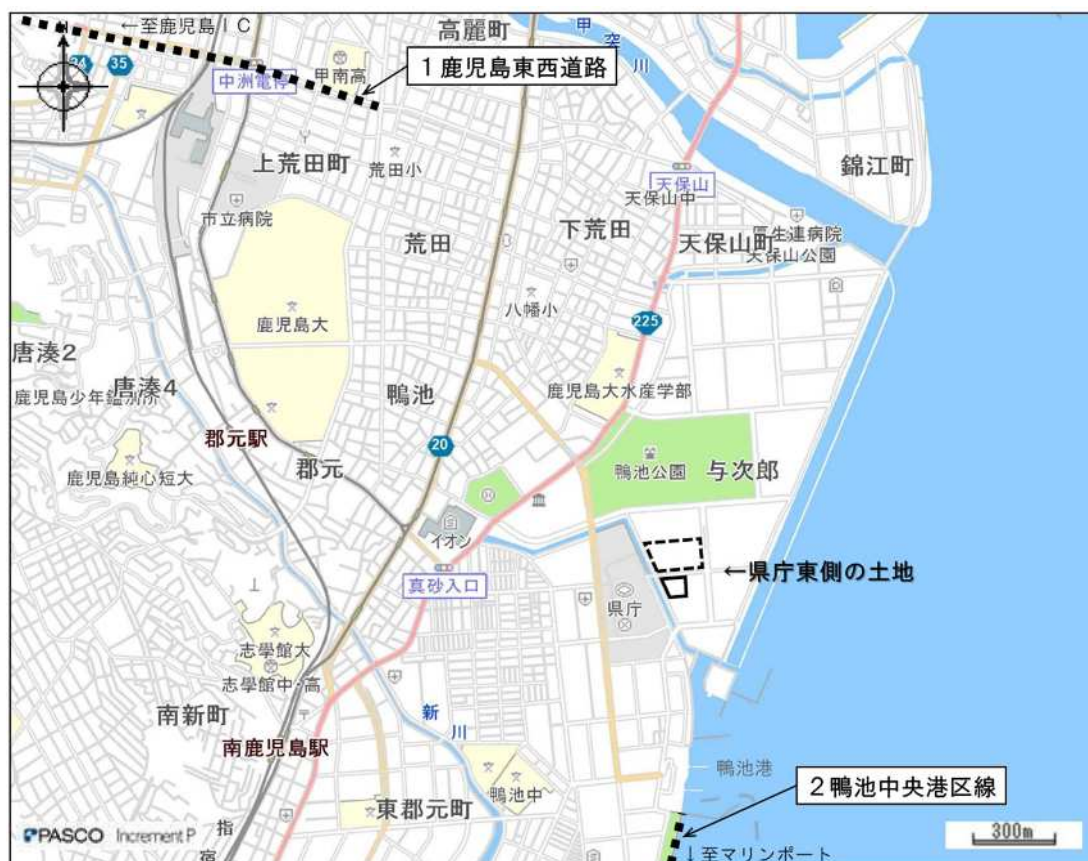 ←至鹿児島IC
高麗町
甲突川
N
24
35
中洲電停
甲南高
1鹿児島東西道路
上荒田町
荒田小
天保山
錦江町
市立病院
天保山中
荒田
下荒田
天保山町
厚生連病院
天保山公園
八幡小
225
鹿児島大
唐湊2
唐湊4
鹿児島少年鑑別所
鴨池
鹿児島大水産学部
郡元駅
20
鹿児島純心短大
郡元
鴨池公園
与次郎
イオン
←県庁東側の土地
真砂入口
県庁
志學館大
志學館中・高
南新町
新川
南鹿児島駅
鴨池港
鴨池中
2鴨池中央港区線
東郡元町
指宿
PASCO Increment P
300m
↓至マリンポート